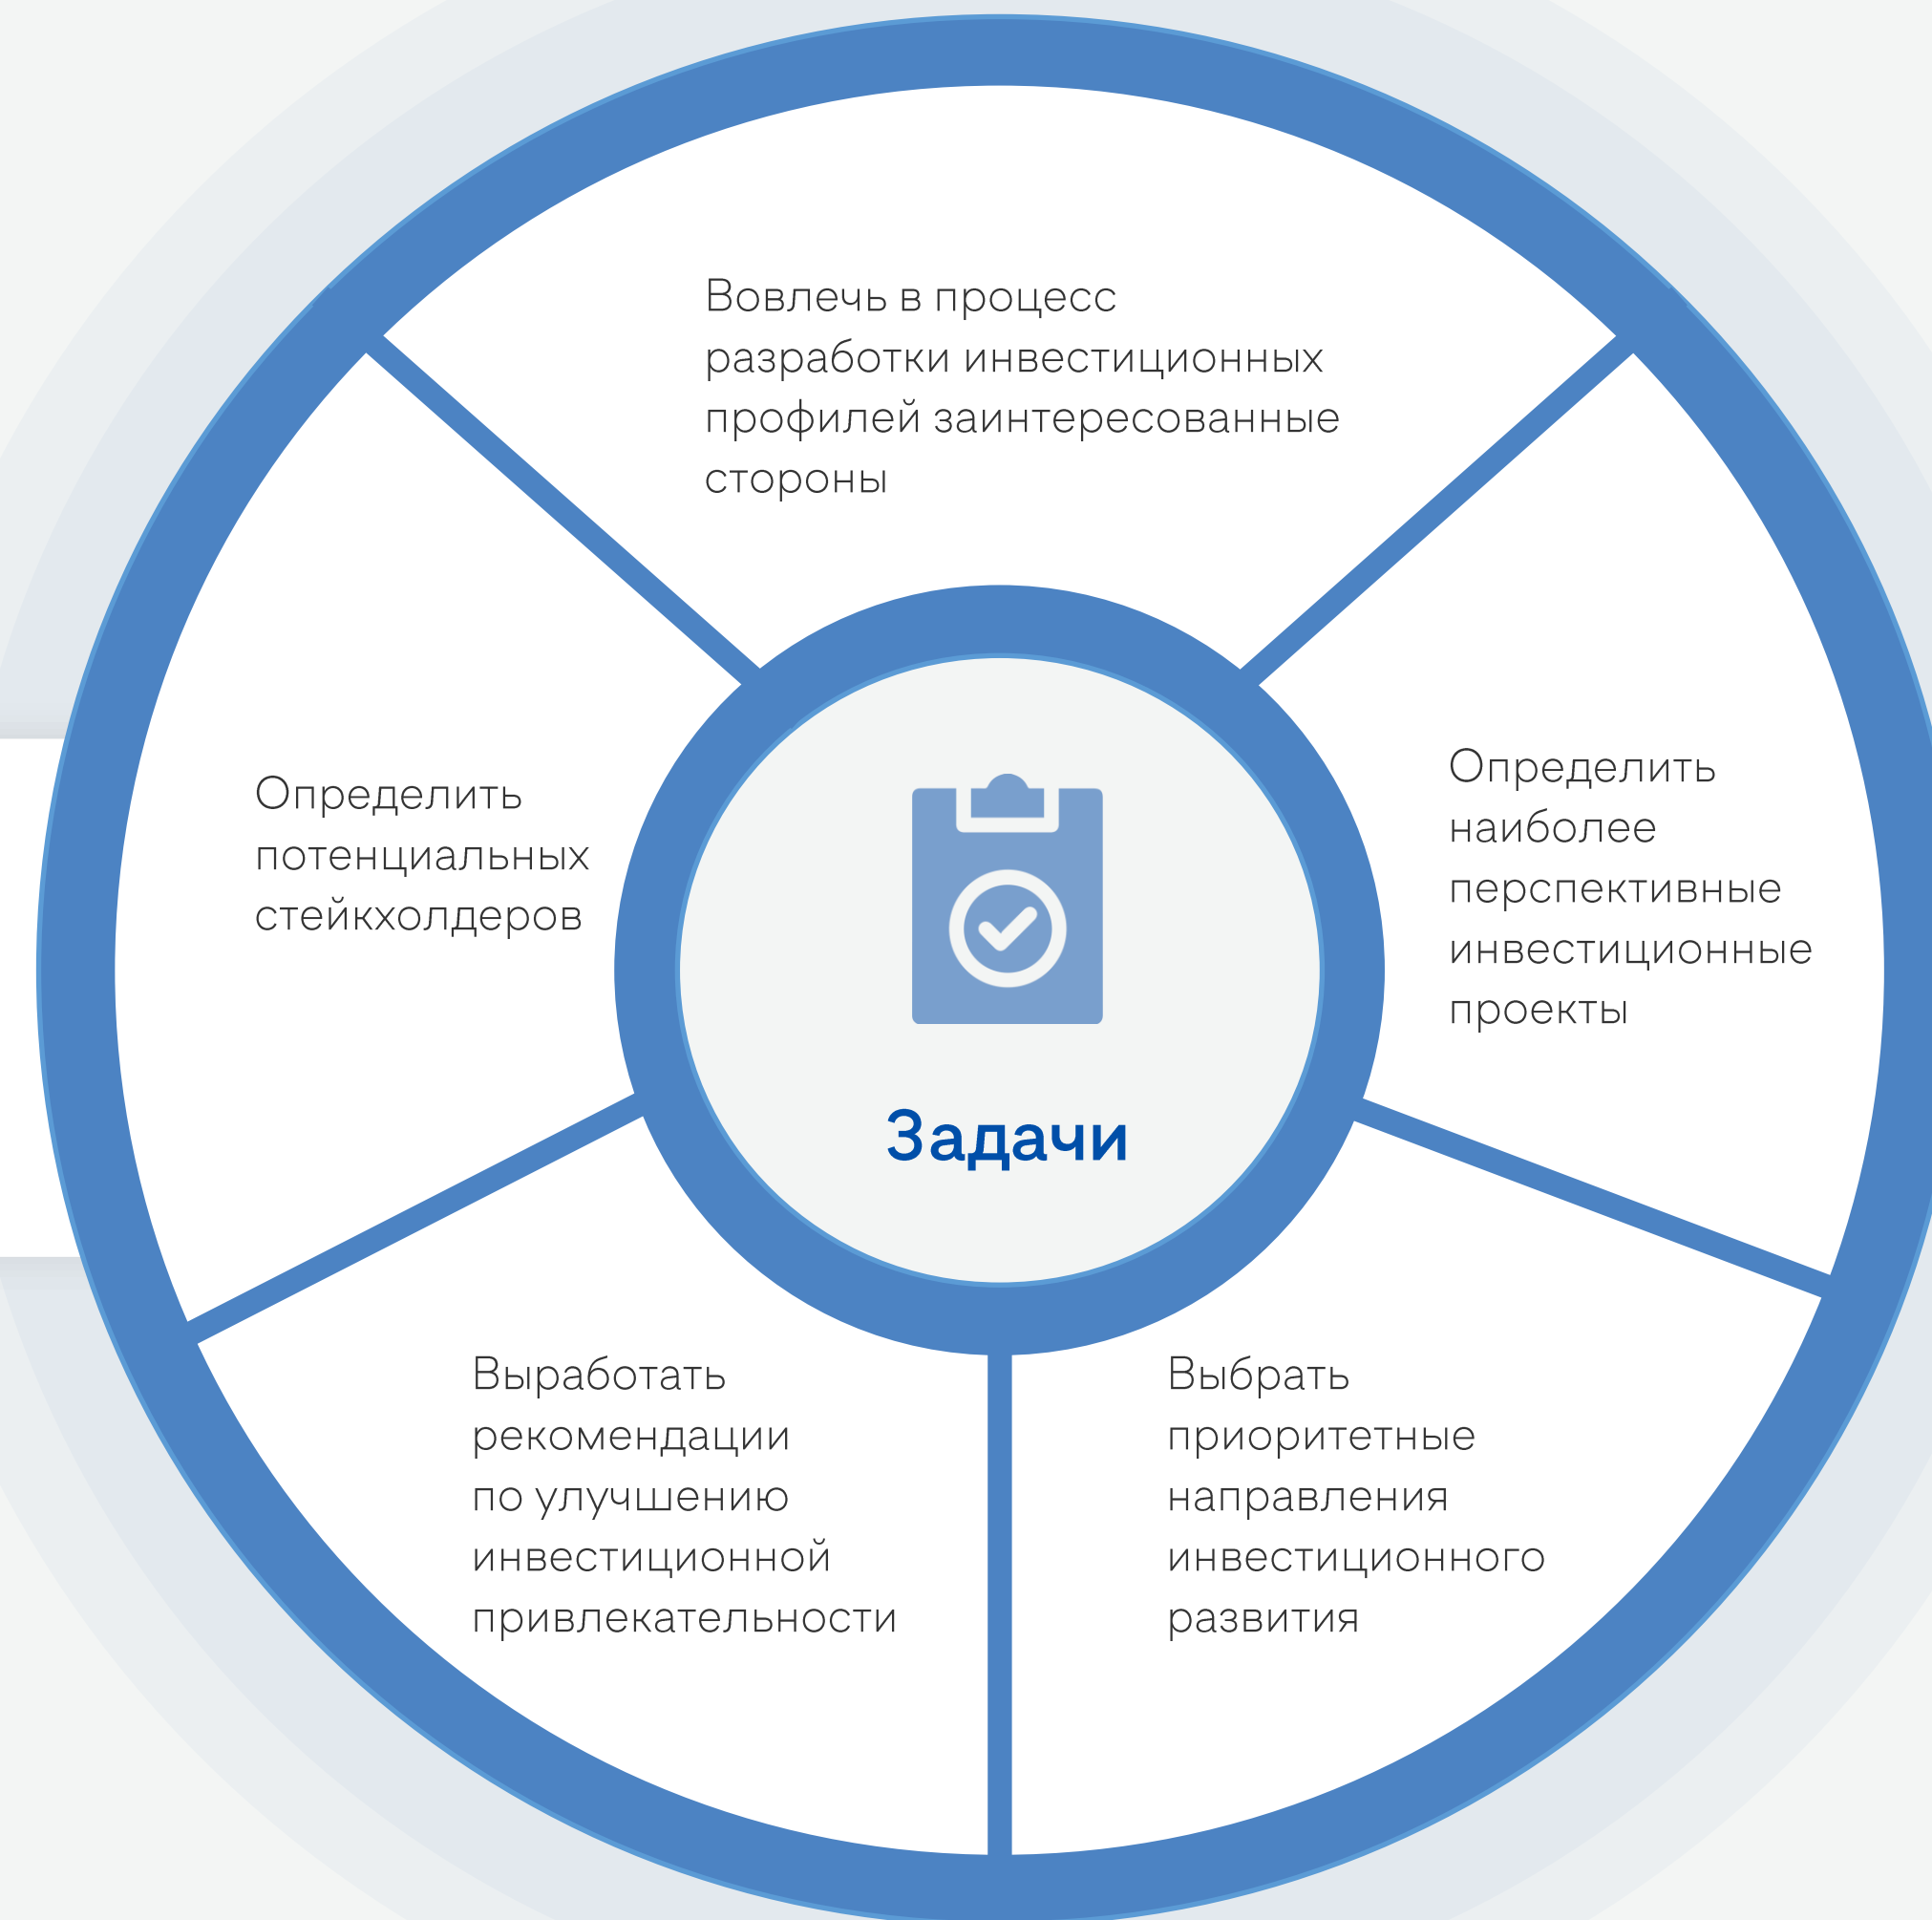 Вовлечь в процесс
разработки инвестиционных
профилей заинтересованные
стороны
Определить
потенциальных
стейкхолдеров
Определить
наиболее
перспективные
инвестиционные
проекты
Задачи
Выработать
рекомендации
по улучшению
инвестиционной
привлекательности
Выбрать
приоритетные
направления
инвестиционного
развития